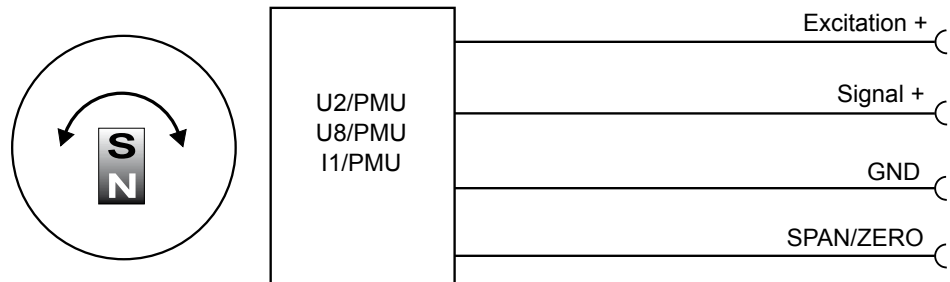 S
N
U2/PMU
U8/PMU
I1/PMU
Excitation +
Signal +
GND
SPAN/ZERO